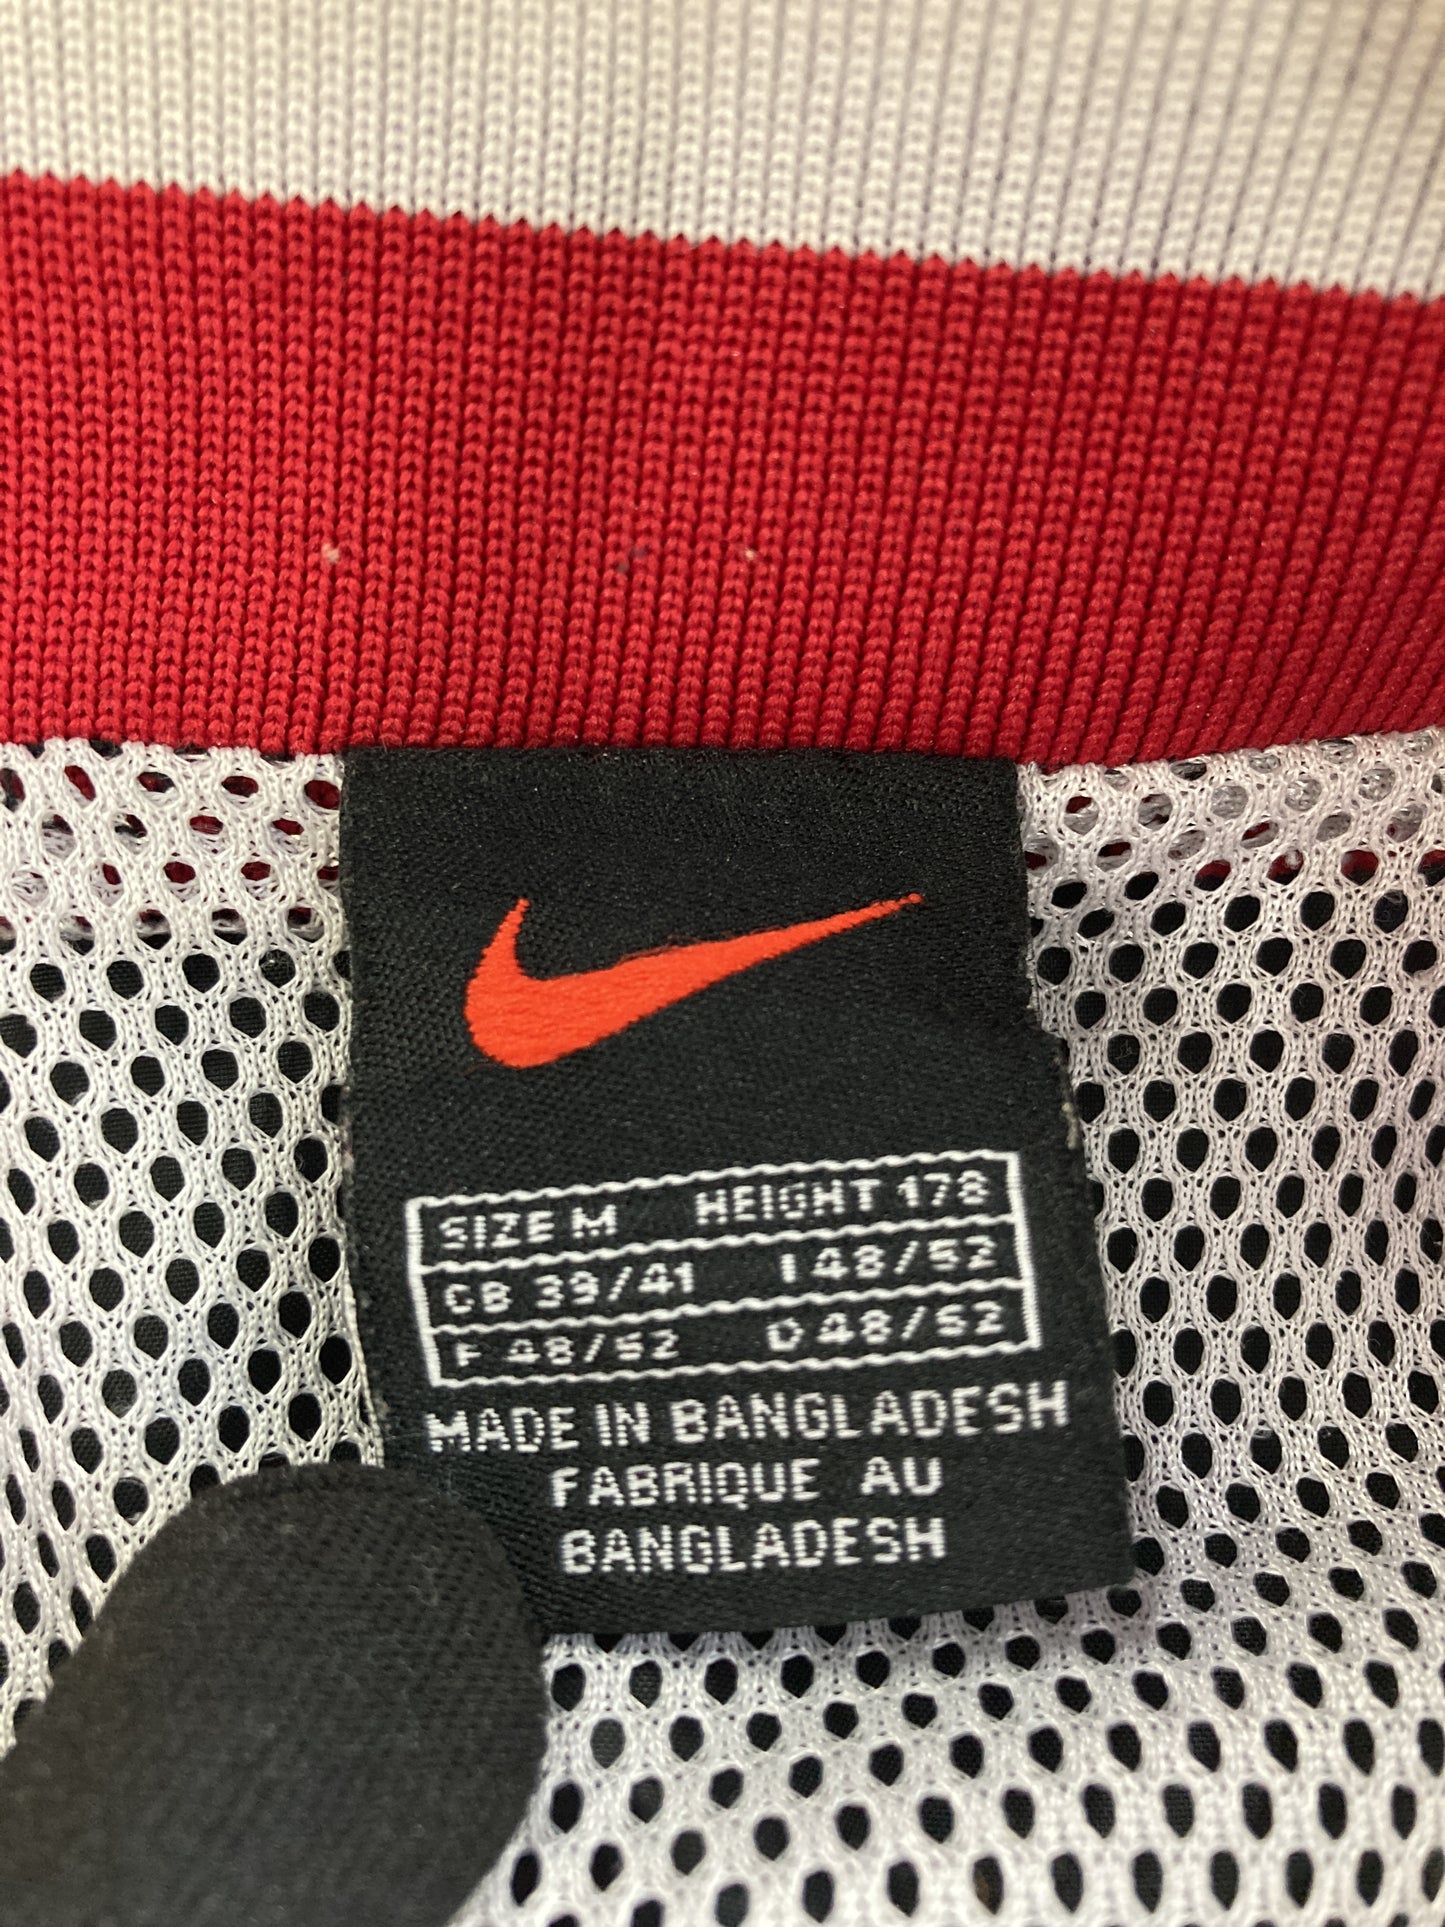 SIZE M HEIGHT 178
GB 39/41 I 48/52
F 48/52 D 48/52
MADE IN BANGLADESH
FABRIQUE AU
BANGLADESH